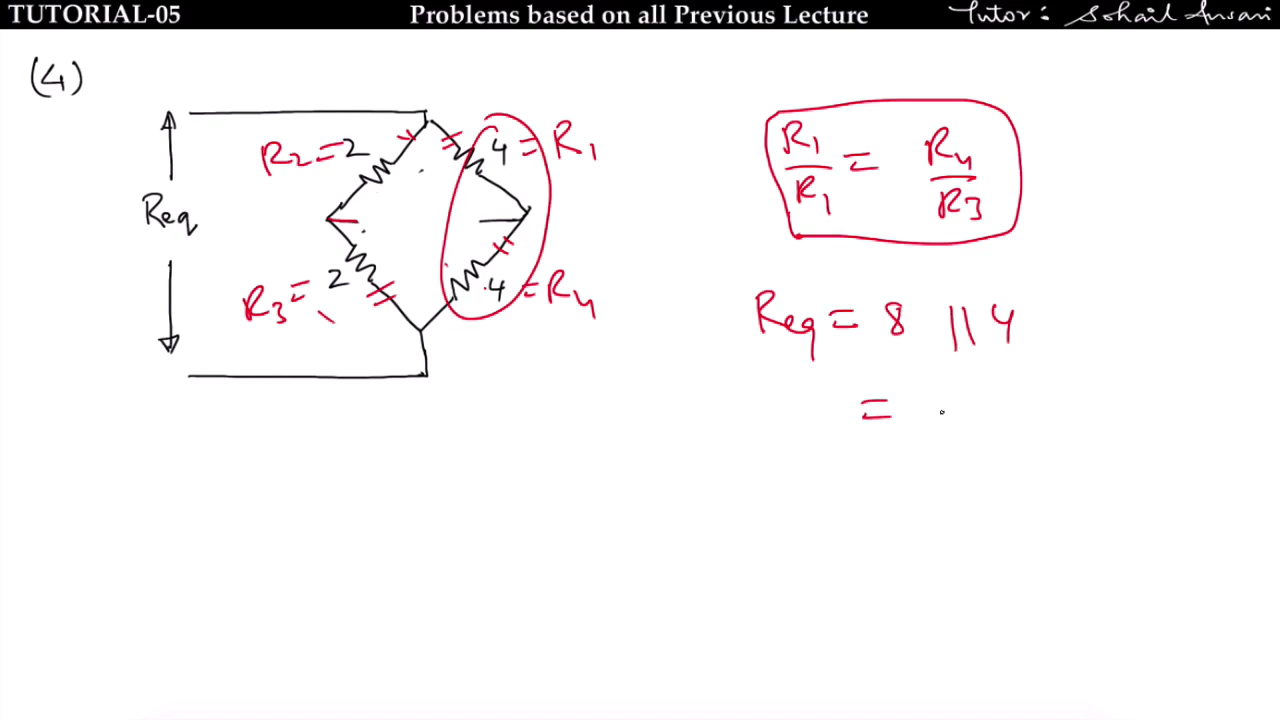 TUTORIAL-05 Problems based on all Previous Lecture Tutor: Sohail Ansari
(4)
R2=2
4=R1
Req
R3=2
4=R4
R1/R1 = R4/R3
Req = 8 || 4
=